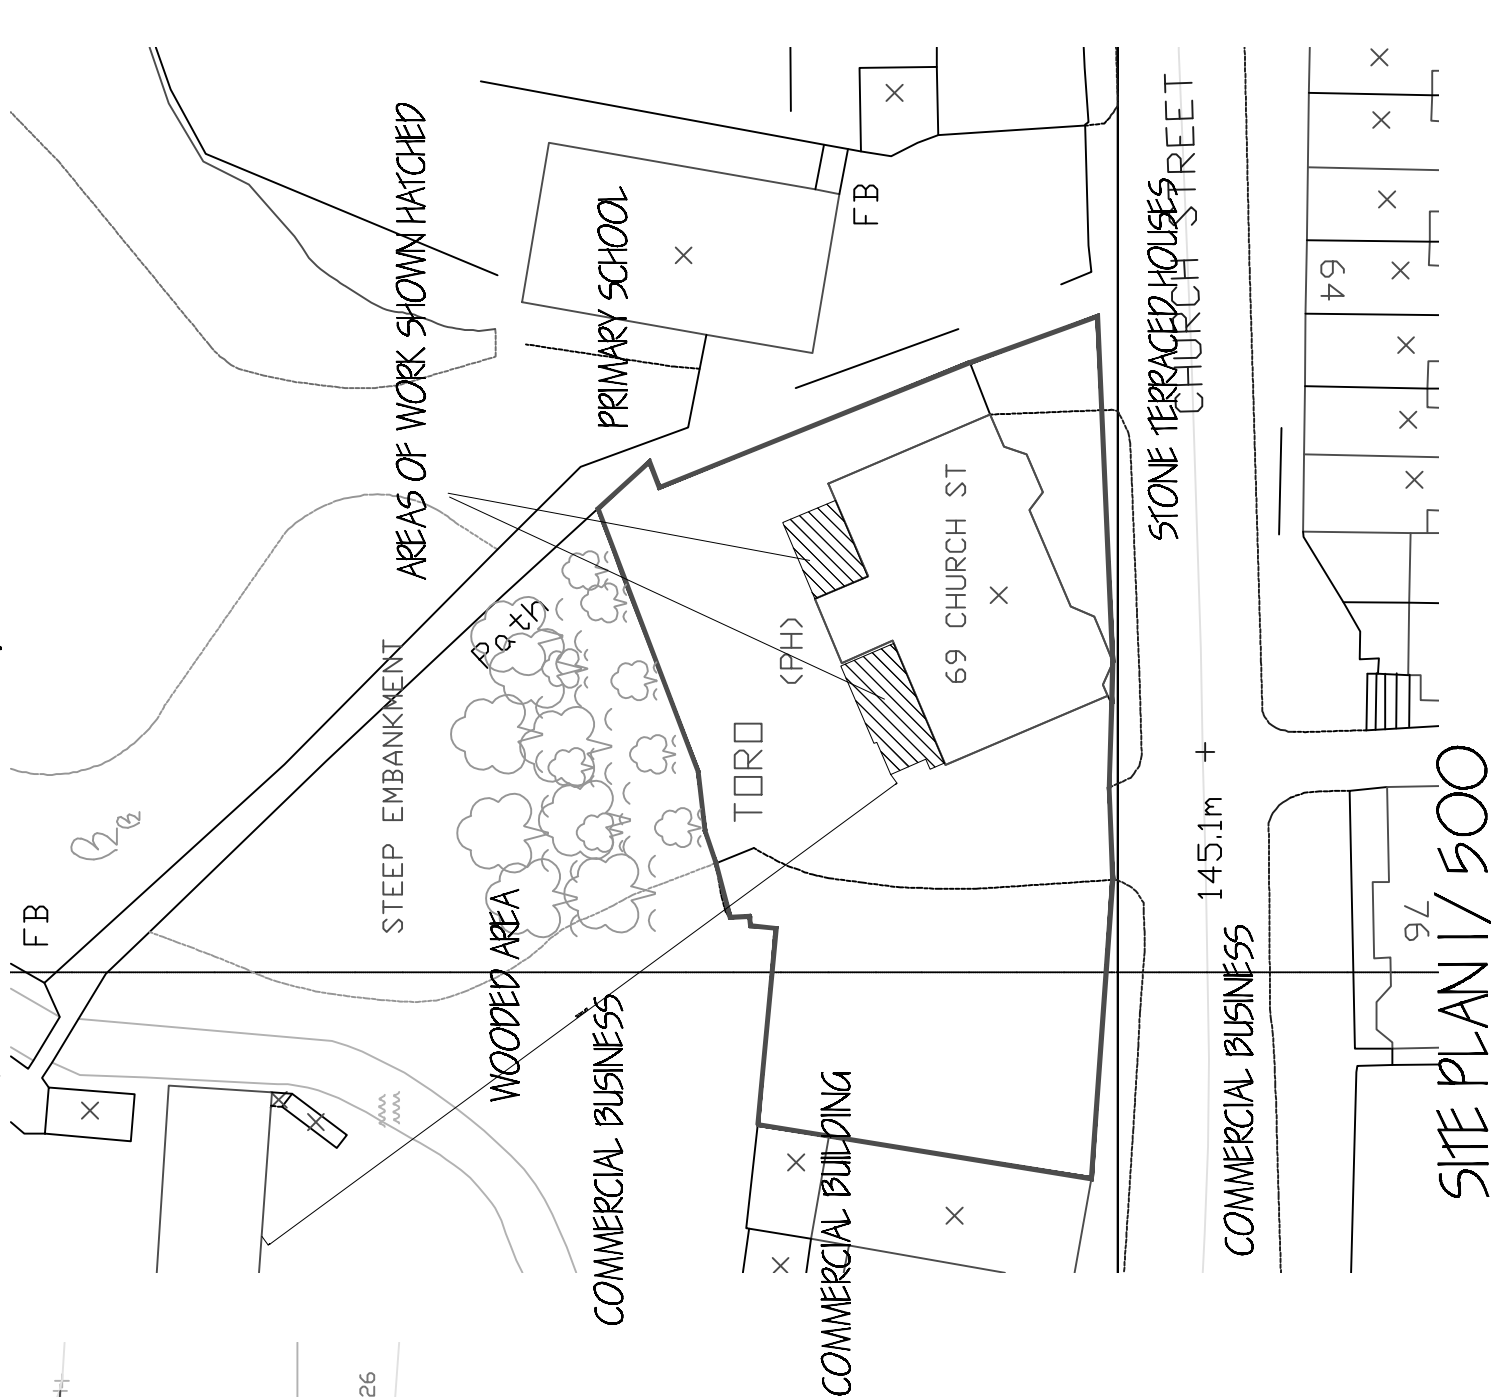 AREAS OF WORK SHOWN HATCHED
PRIMARY SCHOOL
FB
STONE TERRACED HOUSES
CHURCH STREET
64
69 CHURCH ST
(PH)
TORO
Path
STEEP EMBANKMENT
WOODED AREA
FB
COMMERCIAL BUSINESS
COMMERCIAL BUILDING
COMMERCIAL BUSINESS
145.1m
76
SITE PLAN 1/500
26